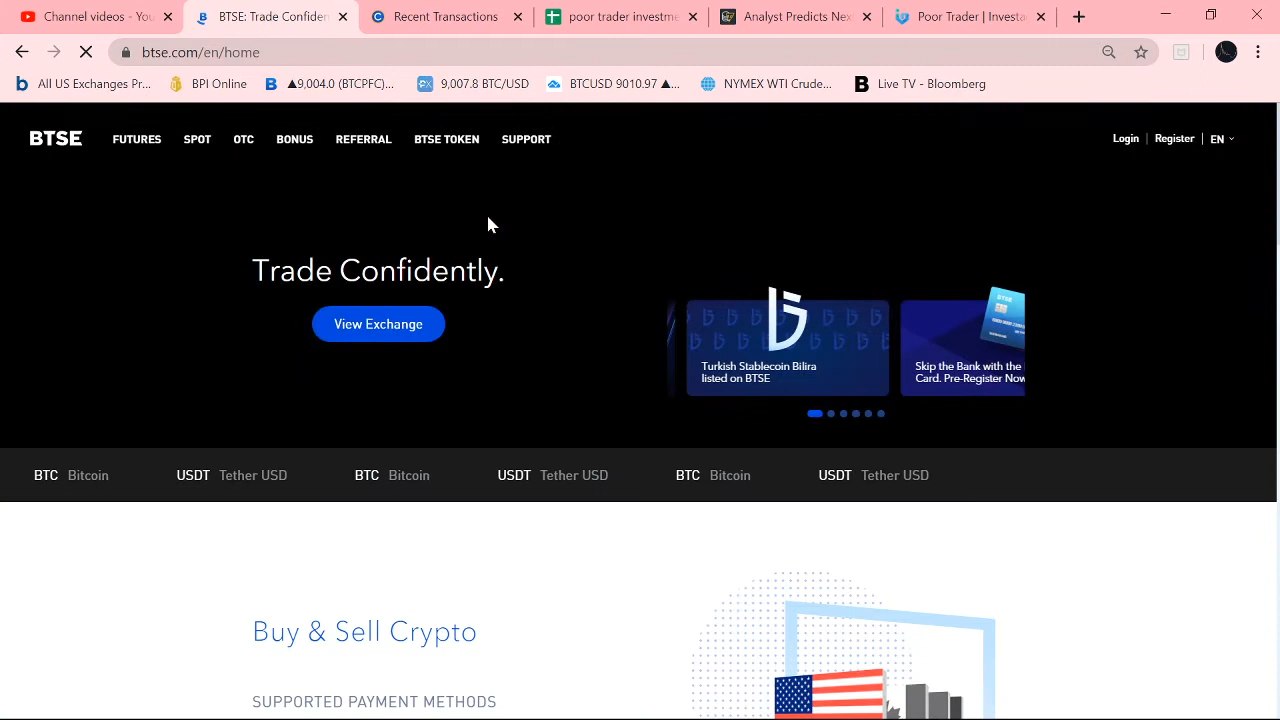 Channel videos - You
BTSE: Trade Confiden
Recent Transactions
poor trader investme
Analyst Predicts Nex
Poor Trader | Investa
btse.com/en/home
All US Exchanges Pr...
BPI Online
▲9,004.0 (BTCPFC)...
9,007.8 BTC/USD
BTCUSD 9010.97 ▲...
NYMEX WTI Crude...
Live TV - Bloomberg
BTSE
FUTURES
SPOT
OTC
BONUS
REFERRAL
BTSE TOKEN
SUPPORT
Login
Register
EN
Trade Confidently.
View Exchange
Turkish Stablecoin Bilira
listed on BTSE
BTSE
Skip the Bank with the
Card. Pre-Register Now
BTC Bitcoin
USDT Tether USD
BTC Bitcoin
USDT Tether USD
BTC Bitcoin
USDT Tether USD
Buy & Sell Crypto
SUPPORTED PAYMENT METHODS